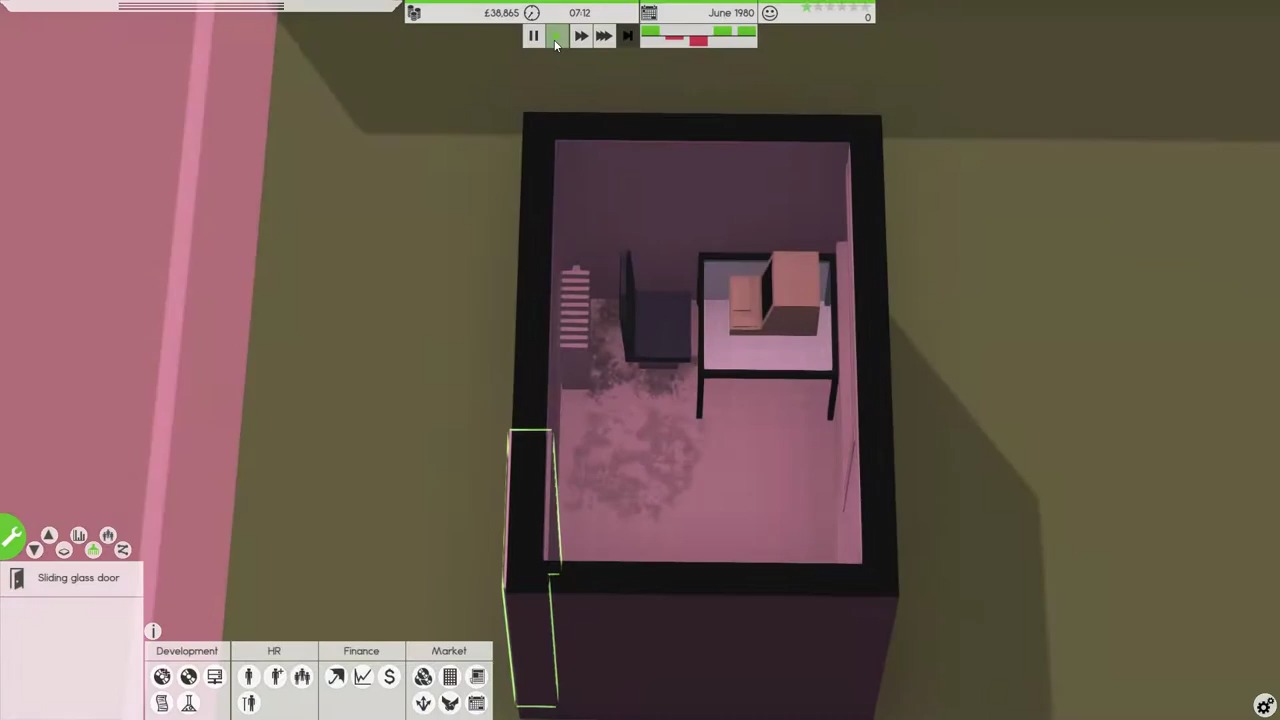 £38,865
07:12
June 1980
0
Sliding glass door
Development
HR
Finance
Market